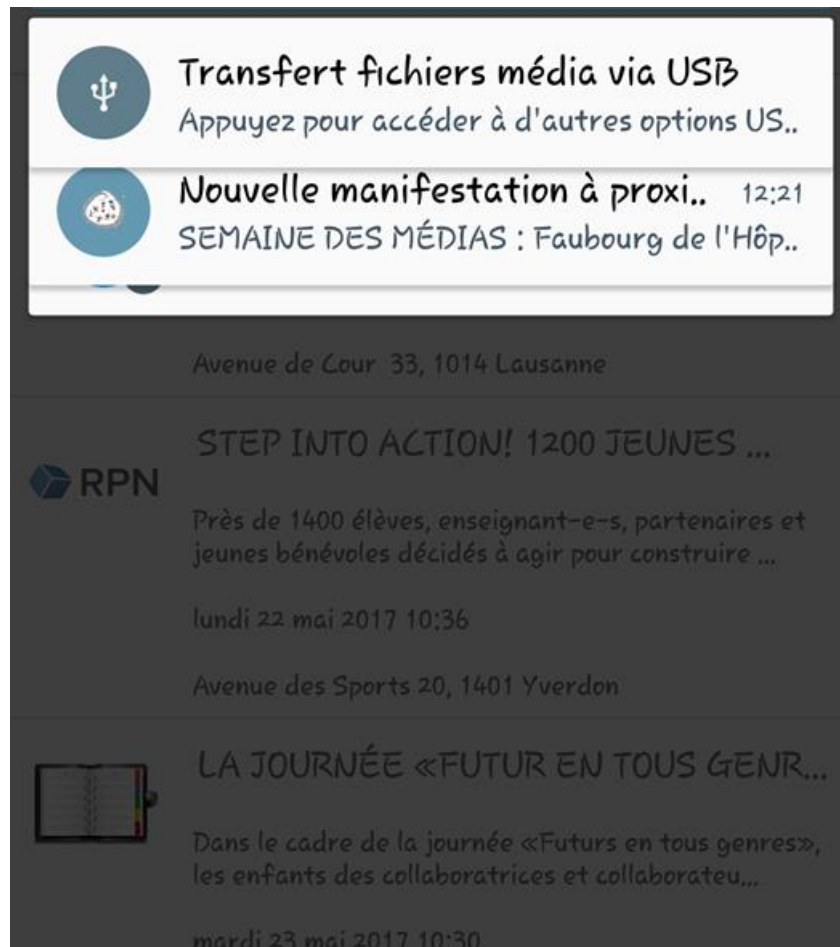 Transfert fichiers média via USB
Appuyez pour accéder à d'autres options US..
Nouvelle manifestation à proxi.. 12:21
SEMAINE DES MÉDIAS : Faubourg de l'Hôp..
Avenue de Cour 33, 1014 Lausanne
STEP INTO ACTION! 1200 JEUNES ...
RPN
Près de 1400 élèves, enseignant-e-s, partenaires et
jeunes bénévoles décidés à agir pour construire ...
lundi 22 mai 2017 10:36
Avenue des Sports 20, 1401 Yverdon
LA JOURNÉE «FUTUR EN TOUS GENR...
Dans le cadre de la journée «Futurs en tous genres»,
les enfants des collaboratrices et collaborateu...
mardi 23 mai 2017 10:30